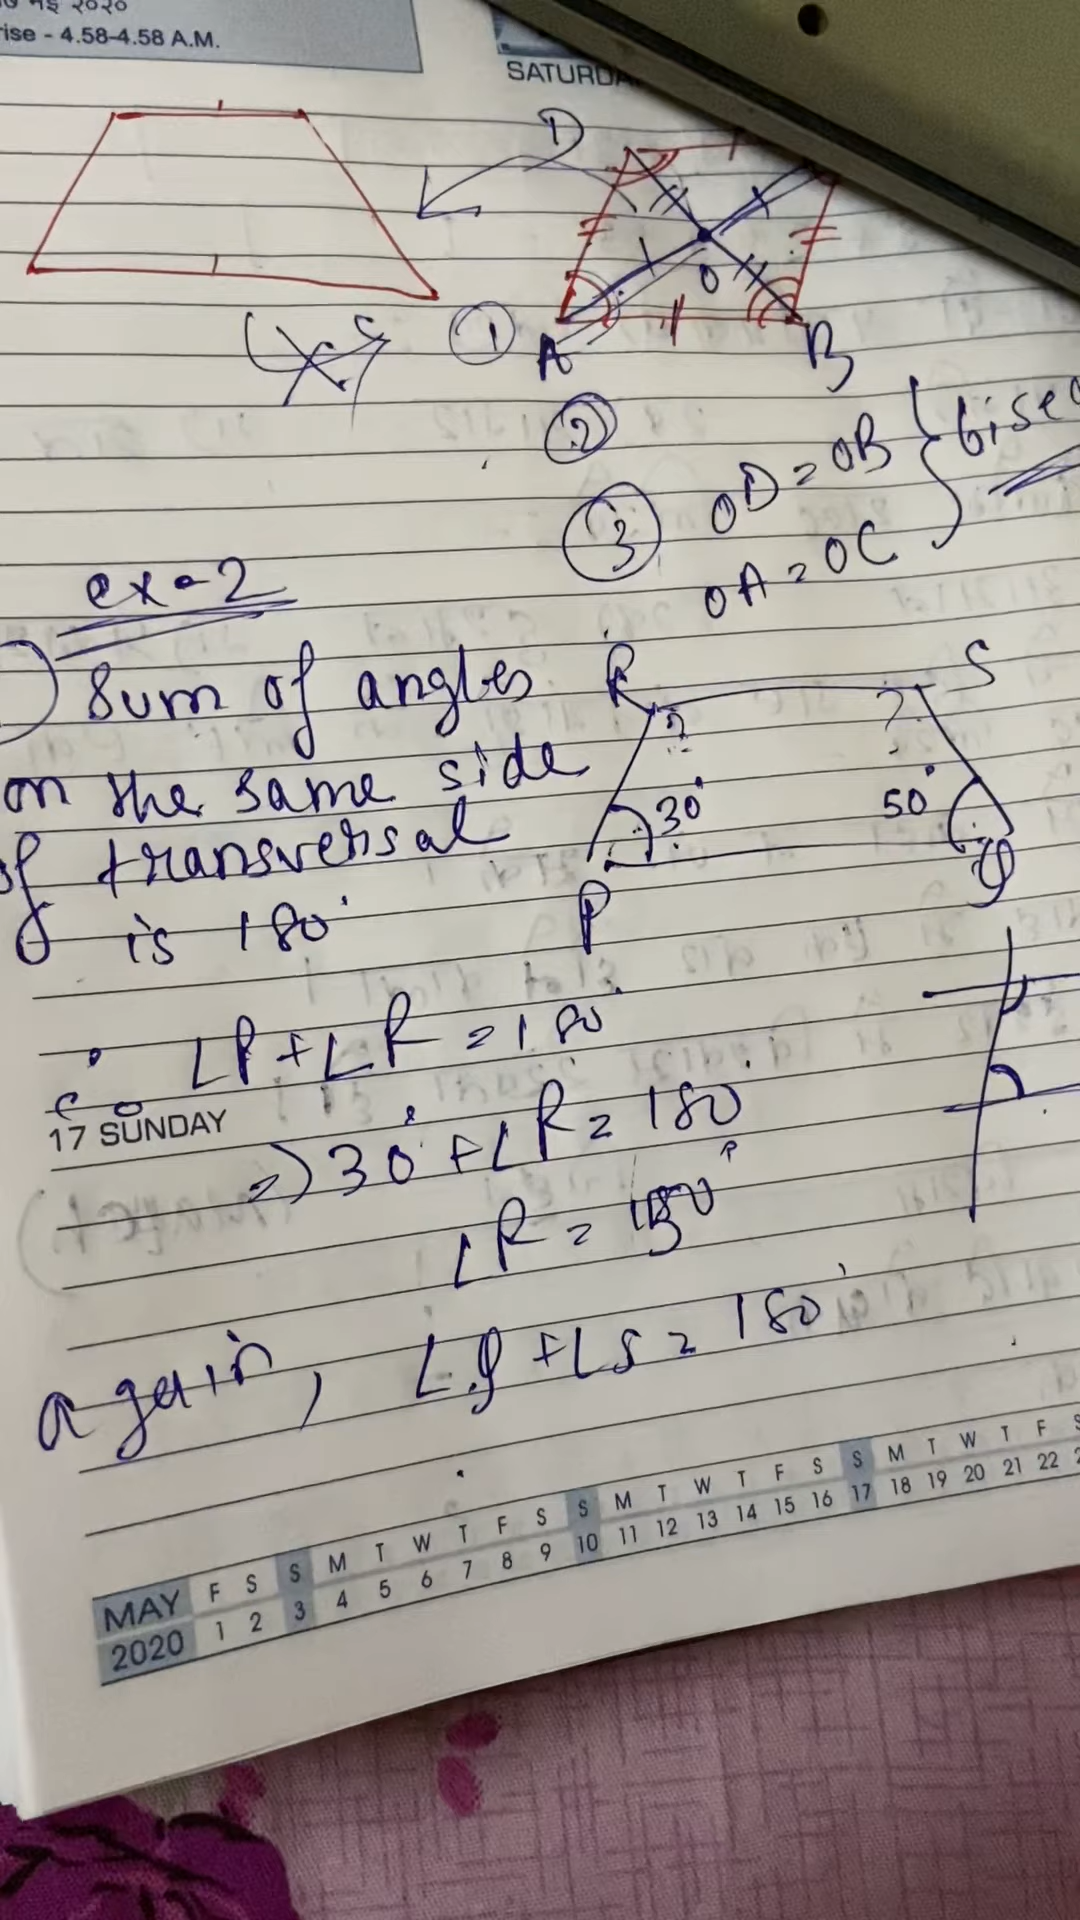 मई २०२०
rise - 4.58-4.58 A.M.
SATURDA
D
O
1
A
B
2
3 OD = OB
OA = OC
ex-2
Sum of angles
on the same side
of transversal
is 180°
R S
? ?
30° 50°
P Q
∴ ∠P + ∠R = 180°
17 SUNDAY
⇒ 30° + ∠R = 180°
∠R = 150°
again, ∠Q + ∠S = 180°
MAY F S S M T W T F S S M T W T F S S M T W T F S
2020 1 2 3 4 5 6 7 8 9 10 11 12 13 14 15 16 17 18 19 20 21 22